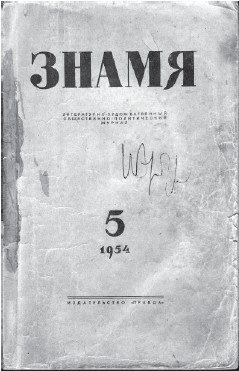 ЗНАМЯ
ЛИТЕРАТУРНО-ХУДОЖЕСТВЕННЫЙ
ОБЩЕСТВЕННО-ПОЛИТИЧЕСКИЙ
ЖУРНАЛ
5
1954
ИЗДАТЕЛЬСТВО «ПРАВДА»